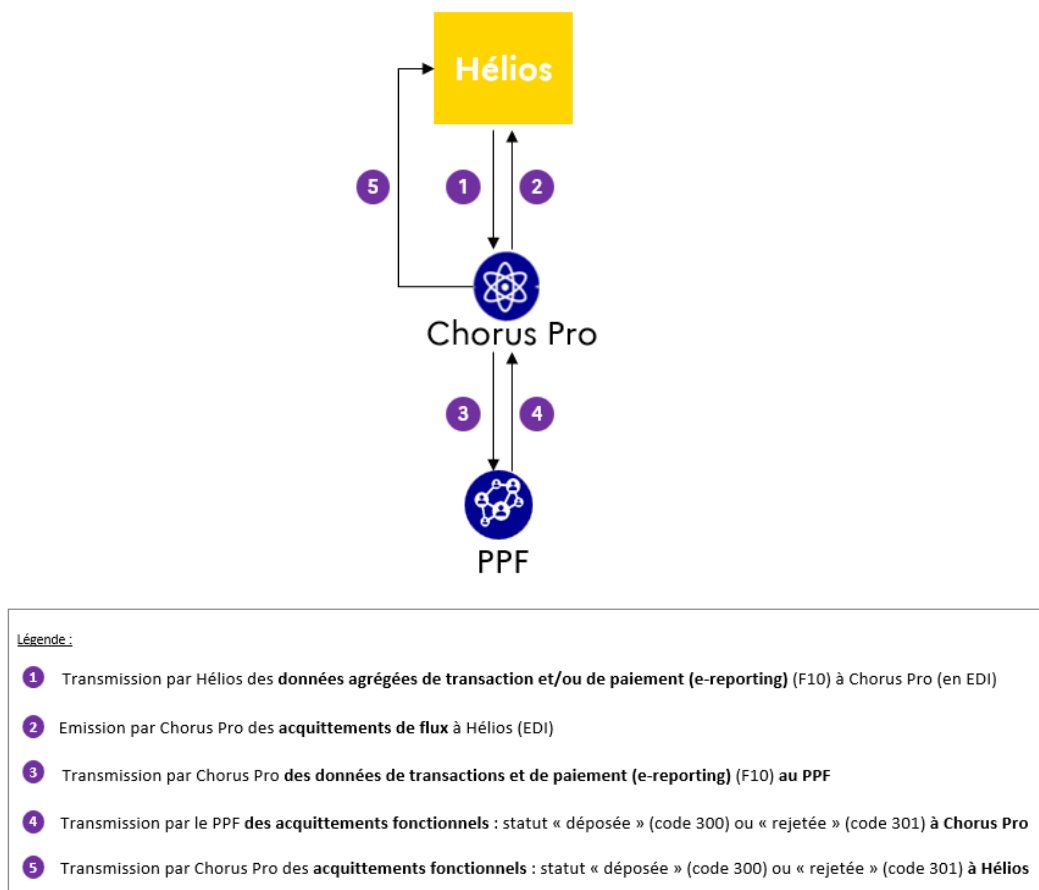 Hélios
5
1
2
Chorus Pro
3
4
PPF
Légende :
1 Transmission par Hélios des données agrégées de transaction et/ou de paiement (e-reporting) (F10) à Chorus Pro (en EDI)
2 Emission par Chorus Pro des acquittements de flux à Hélios (EDI)
3 Transmission par Chorus Pro des données de transactions et de paiement (e-reporting) (F10) au PPF
4 Transmission par le PPF des acquittements fonctionnels : statut « déposée » (code 300) ou « rejetée » (code 301) à Chorus Pro
5 Transmission par Chorus Pro des acquittements fonctionnels : statut « déposée » (code 300) ou « rejetée » (code 301) à Hélios